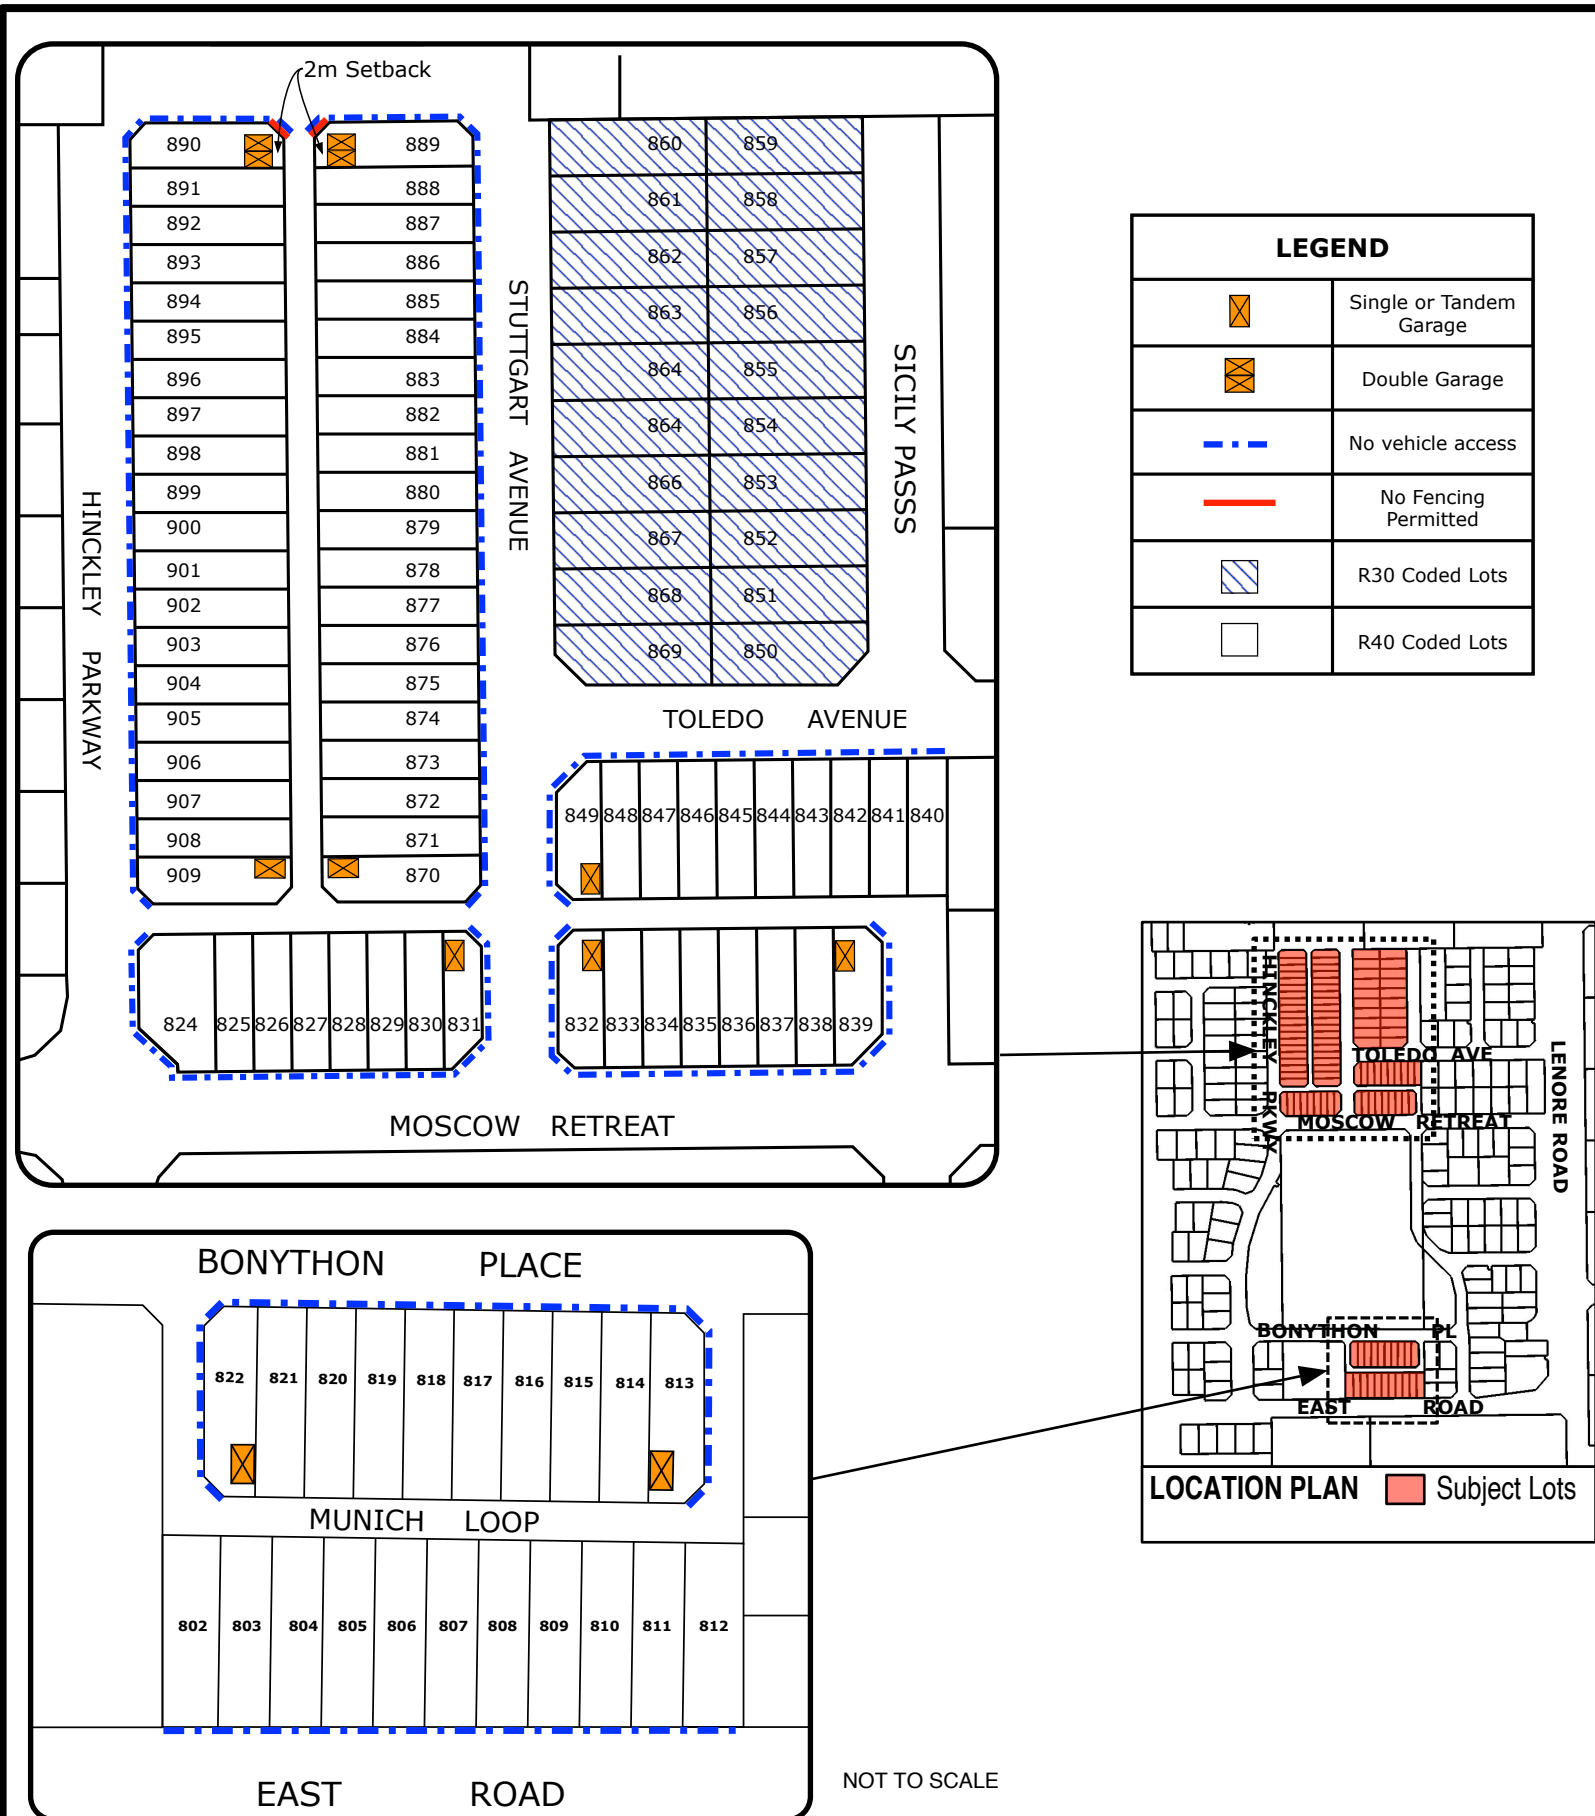 2m Setback
890
891
892
893
894
895
896
897
898
899
900
901
902
903
904
905
906
907
908
909
889
888
887
886
885
884
883
882
881
880
879
878
877
876
875
874
873
872
871
870
HINCKLEY PARKWAY
STUTTGART AVENUE
860 859
861 858
862 857
863 856
864 855
864 854
866 853
867 852
868 851
869 850
SICILY PASSS
TOLEDO AVENUE
849 848 847 846 845 844 843 842 841 840
824 825 826 827 828 829 830 831
832 833 834 835 836 837 838 839
MOSCOW RETREAT
LEGEND
Single or Tandem
Garage
Double Garage
No vehicle access
No Fencing
Permitted
R30 Coded Lots
R40 Coded Lots
HINCKLEY PKWY
TOLEDO AVE
MOSCOW RETREAT
LENORE ROAD
BONYTHON PL
EAST ROAD
LOCATION PLAN Subject Lots
BONYTHON PLACE
822 821 820 819 818 817 816 815 814 813
MUNICH LOOP
802 803 804 805 806 807 808 809 810 811 812
EAST ROAD
NOT TO SCALE